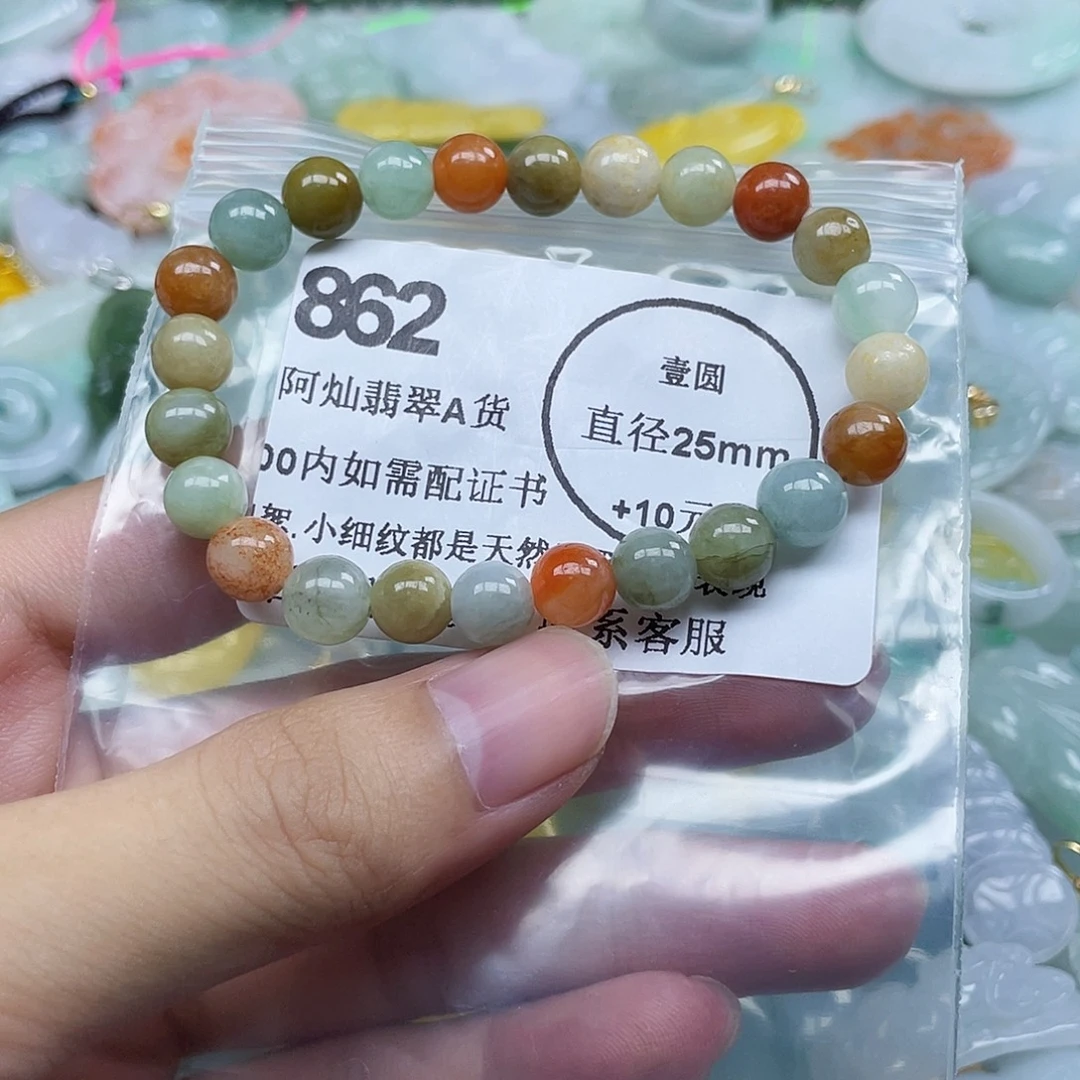 862
阿灿翡翠A货
00内如需配证书
絮.小细纹都是天然
系客服
壹圆
直径25mm
+10元